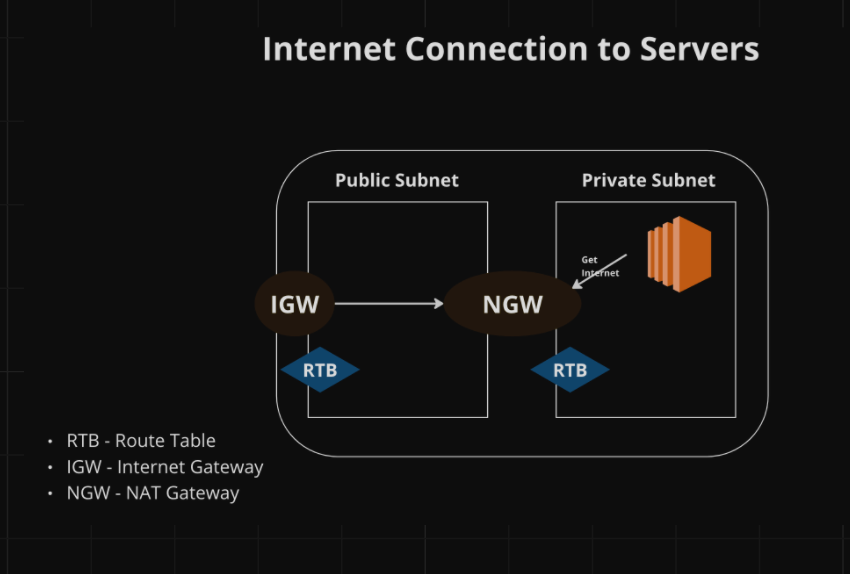 Internet Connection to Servers
Public Subnet
Private Subnet
Get
Internet
IGW
NGW
RTB
RTB
• RTB - Route Table
• IGW - Internet Gateway
• NGW - NAT Gateway